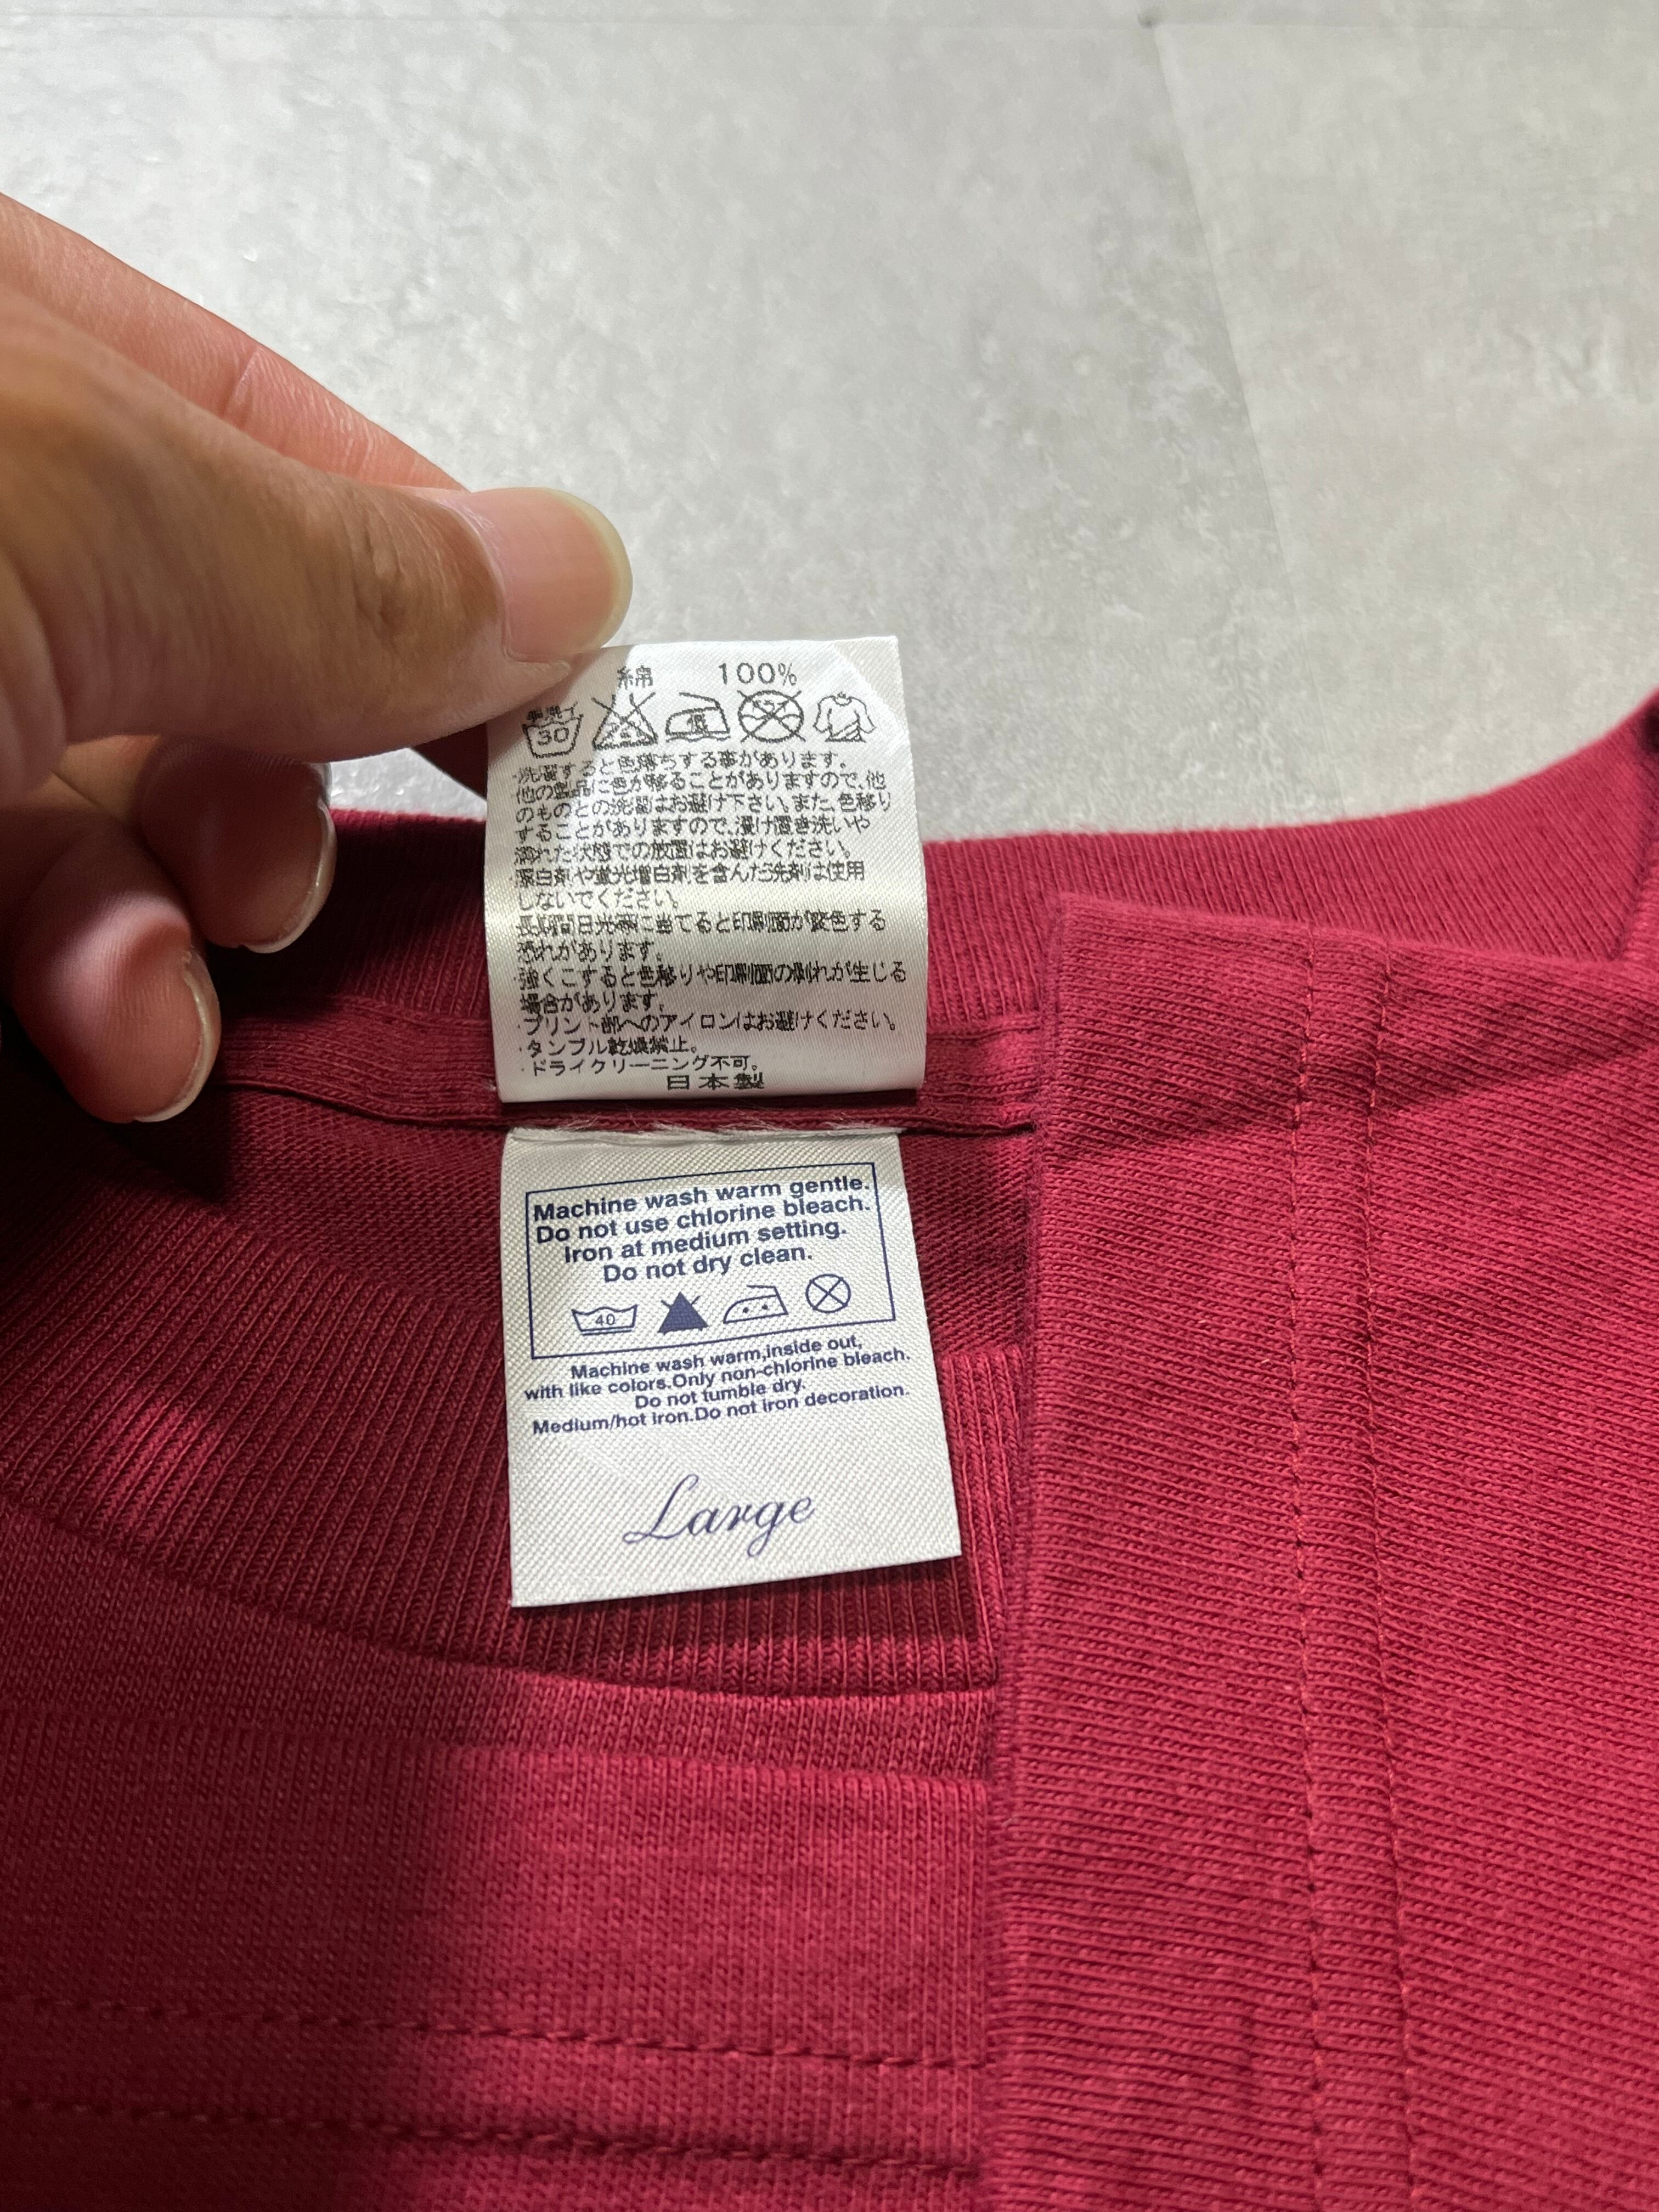 綿 100%
手洗イ
30
低
・洗濯すると色落ちする事があります。
他の製品に色が移ることがありますので、他
のものとの洗濯はお避け下さい。また、色移り
することがありますので、漬け置き洗いや
濡れた状態での放置はお避けください。
漂白剤や蛍光増白剤を含んだ洗剤は使用
しないでください。
長期間日光等に当てると印刷面が変色する
恐れがあります。
強くこすると色移りや印刷面の剥れが生じる
場合があります。
・プリント部へのアイロンはお避けください。
・タンブル乾燥禁止。
・ドライクリーニング不可。
日本製
Machine wash warm gentle.
Do not use chlorine bleach.
Iron at medium setting.
Do not dry clean.
40
Machine wash warm,inside out,
with like colors.Only non-chlorine bleach.
Do not tumble dry.
Medium/hot iron.Do not iron decoration.
Large